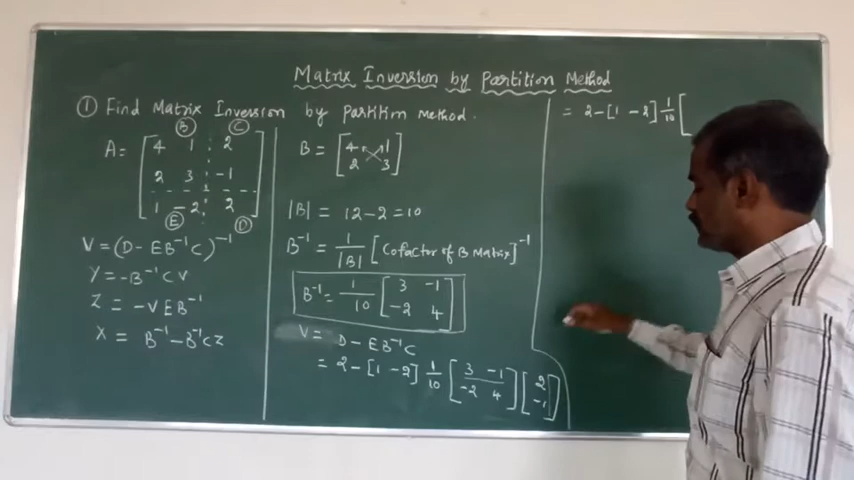 Matrix Inversion by Partition Method
① Find Matrix Inversion by Partition Method.
A = [4 1 2
2 3 -1
1 -2 2]
B C
E D
V = (D - EB⁻¹C)⁻¹
Y = -B⁻¹CV
Z = -VEB⁻¹
X = B⁻¹ - B⁻¹CZ
B = [4 1
2 3]
|B| = 12 - 2 = 10
B⁻¹ = 1/|B| [Cofactor of B Matrix]⁻¹
B⁻¹ = 1/10 [3 -1
-2 4]
V = D - EB⁻¹C
= 2 - [1 -2] 1/10 [3 -1
-2 4] [2
-1]
= 2 - [1 -2] 1/10 [